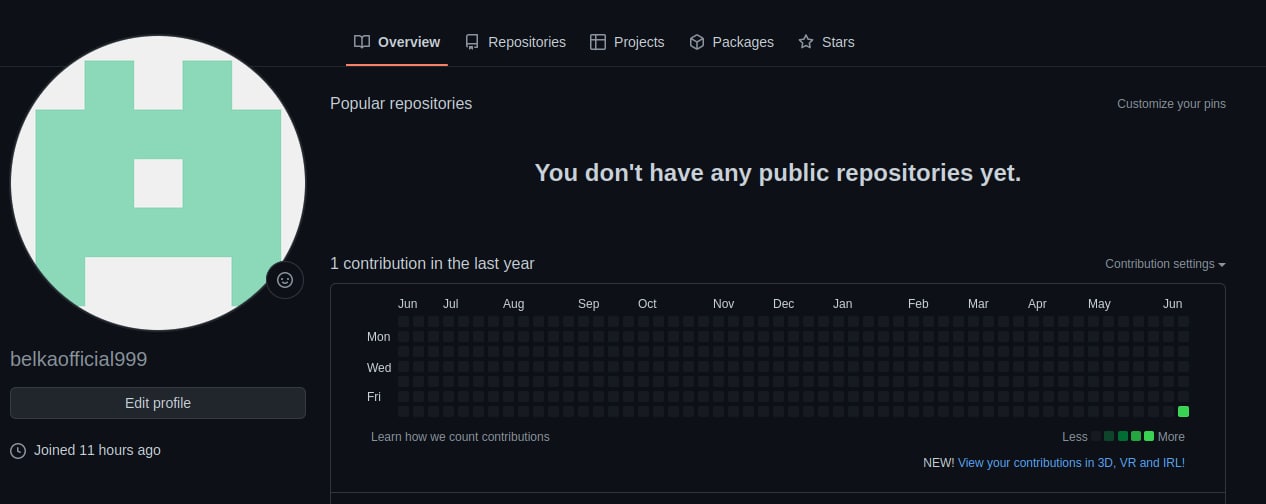 Overview Repositories Projects Packages Stars
Popular repositories Customize your pins
You don't have any public repositories yet.
1 contribution in the last year Contribution settings
Jun Jul Aug Sep Oct Nov Dec Jan Feb Mar Apr May Jun
Mon
Wed
Fri
Learn how we count contributions Less More
NEW! View your contributions in 3D, VR and IRL!
belkaofficial999
Edit profile
Joined 11 hours ago